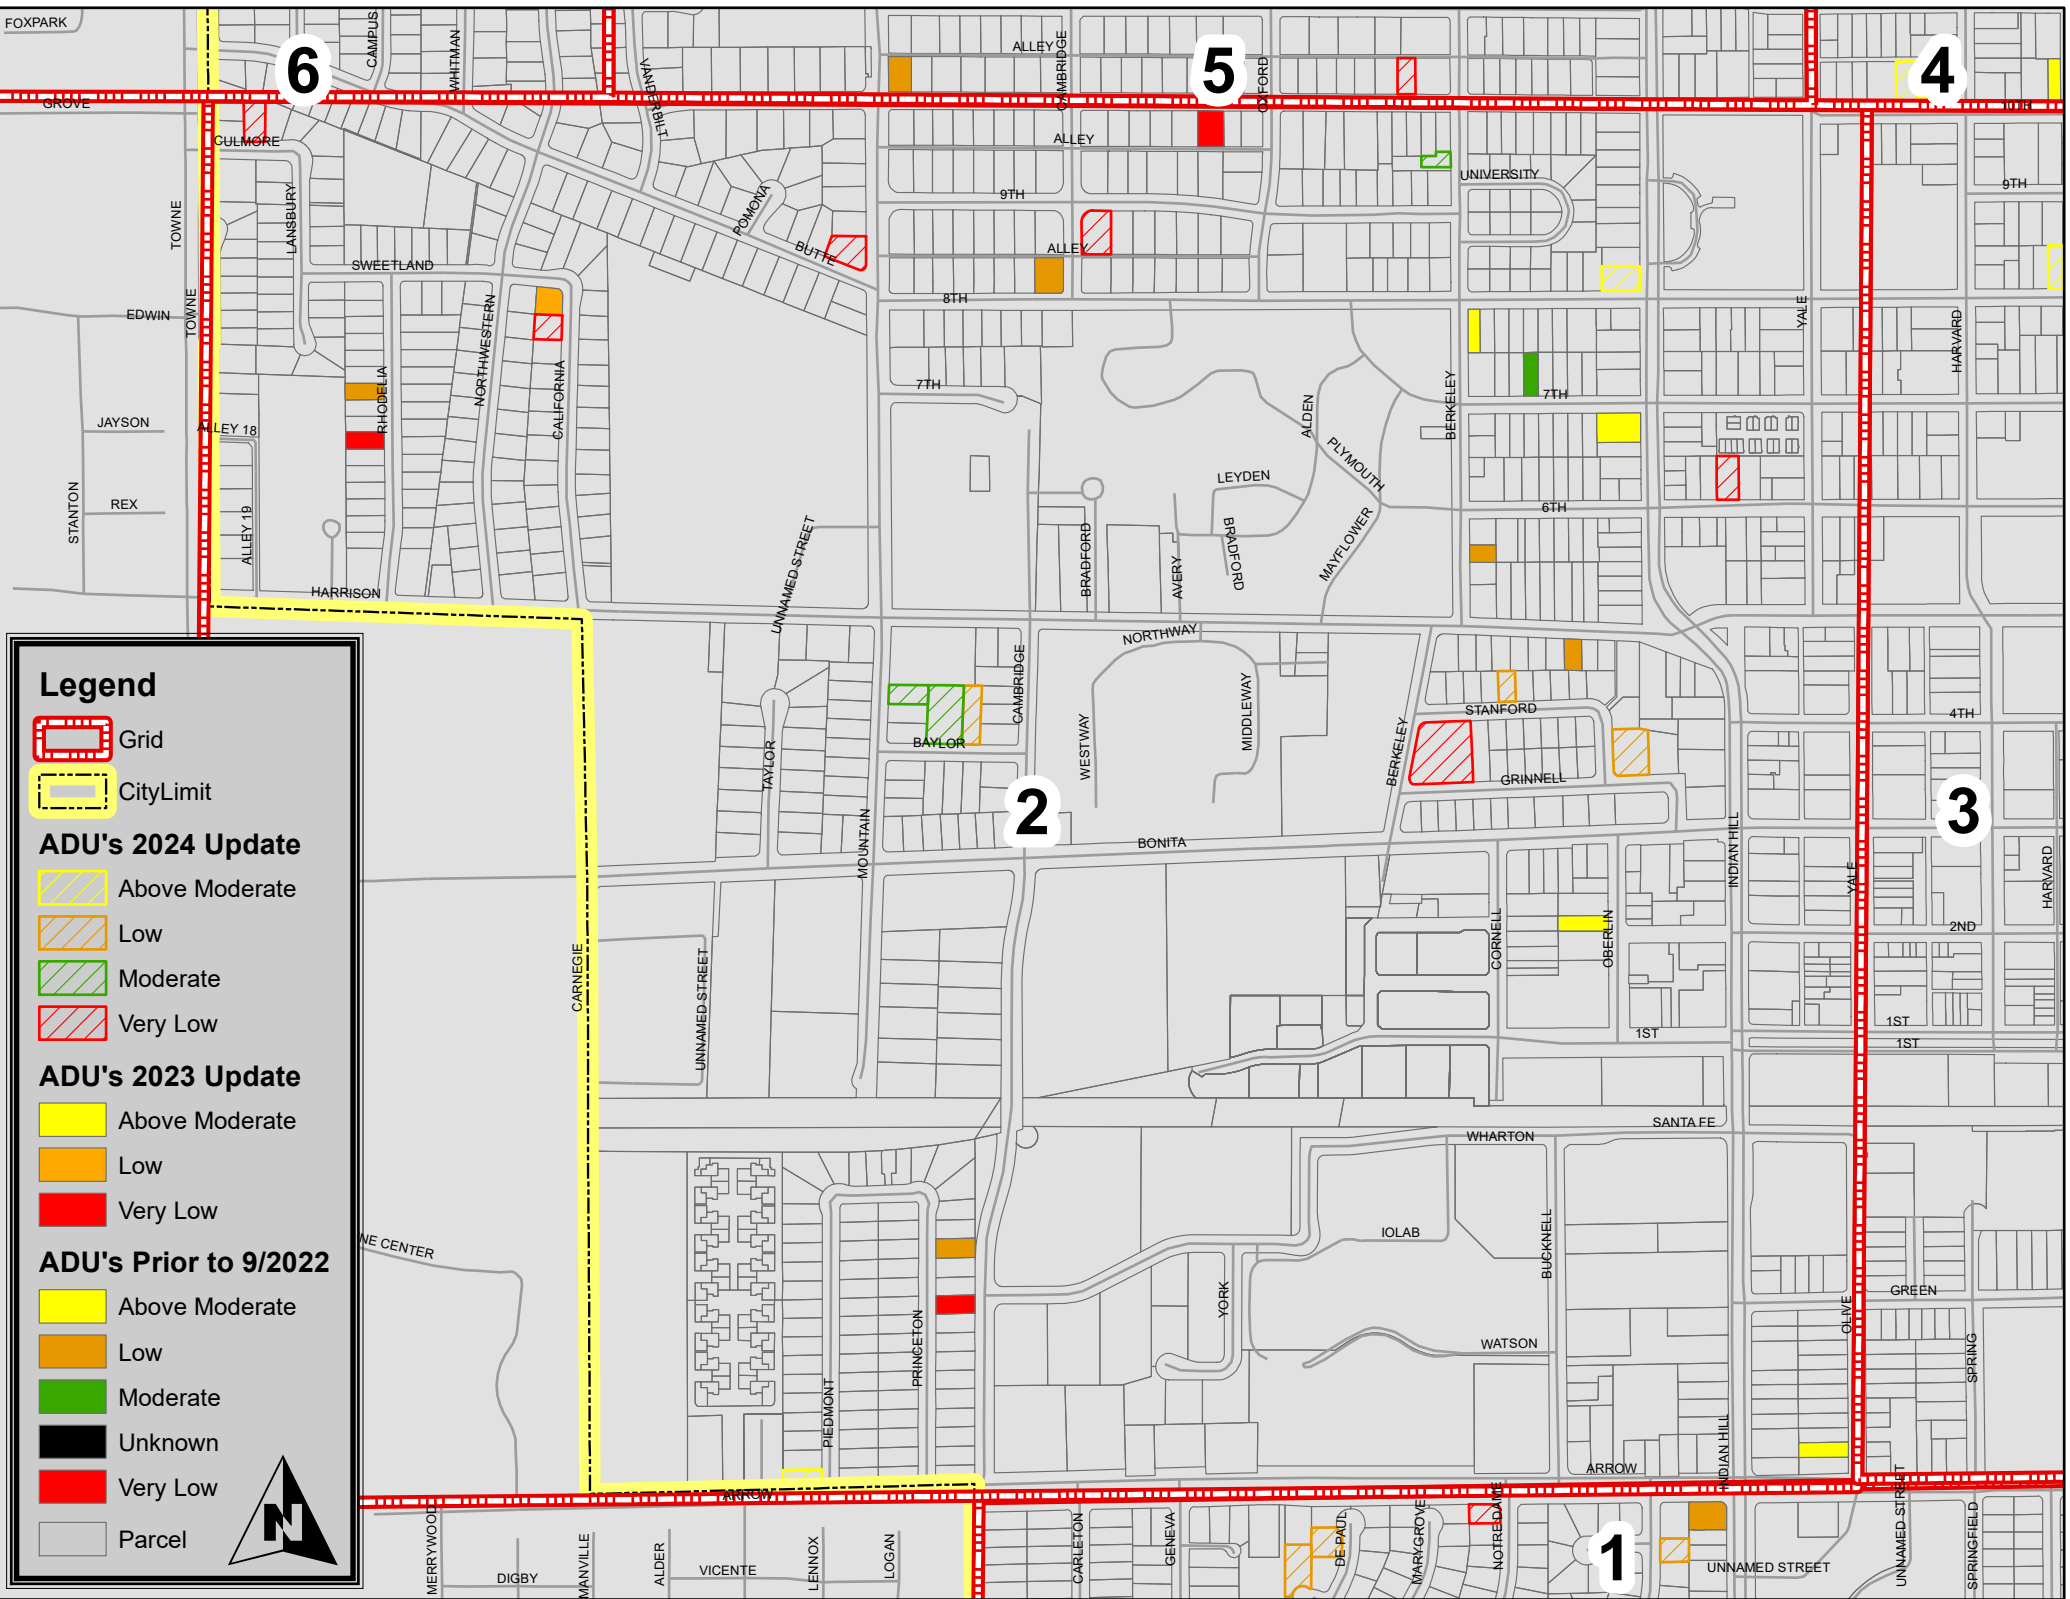 FOXPARK
CAMPUS
WHITMAN
VANDERBILT
ALLEY
CAMBRIDGE
OXFORD
6
5
4
GROVE
10TH
CULMORE
ALLEY
UNIVERSITY
9TH
9TH
TOWNE
LANSBURY
POMONA
BUTTE
ALLEY
SWEETLAND
8TH
EDWIN
TOWNE
NORTHWESTERN
YALE
HARVARD
RHODELIA
CALIFORNIA
7TH
7TH
ALDEN
BERKELEY
JAYSON
ALLEY 18
PLYMOUTH
LEYDEN
STANTON
REX
ALLEY 19
6TH
UNNAMED STREET
BRADFORD
AVERY
BRADFORD
MAYFLOWER
HARRISON
NORTHWAY
CAMBRIDGE
WESTWAY
MIDDLEWAY
STANFORD
4TH
BAYLOR
TAYLOR
BERKELEY
GRINNELL
2
3
MOUNTAIN
BONITA
INDIAN HILL
YALE
HARVARD
CORNELL
OBERLIN
2ND
CARNEGIE
UNNAMED STREET
1ST
1ST
1ST
SANTA FE
WHARTON
IOLAB
BUCKNELL
NE CENTER
YORK
GREEN
OLIVE
PRINCETON
WATSON
SPRING
PIEDMONT
INDIAN HILL
ARROW
ARROW
UNNAMED STREET
MERRYWOOD
DIGBY
MANVILLE
ALDER
VICENTE
LENNOX
LOGAN
CARLETON
GENEVA
DE PAUL
MARYGROVE
NOTRE DAME
1
UNNAMED STREET
SPRINGFIELD
Legend
Grid
CityLimit
ADU's 2024 Update
Above Moderate
Low
Moderate
Very Low
ADU's 2023 Update
Above Moderate
Low
Very Low
ADU's Prior to 9/2022
Above Moderate
Low
Moderate
Unknown
Very Low
Parcel
N